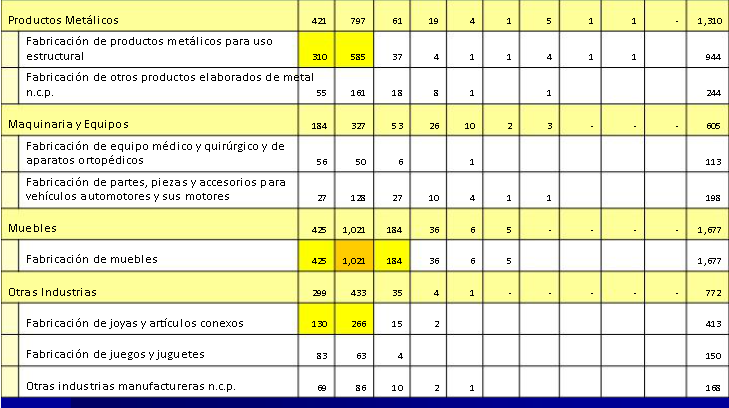 Productos Metálicos 421 797 61 19 4 1 5 1 1 - 1,310
Fabricación de productos metálicos para uso
estructural 310 585 37 4 1 1 4 1 1 944
Fabricación de otros productos elaborados de metal
n.c.p. 55 161 18 8 1 1 244
Maquinaria y Equipos 184 327 53 26 10 2 3 - - - 605
Fabricación de equipo médico y quirúrgico y de
aparatos ortopédicos 56 50 6 1 113
Fabricación de partes, piezas y accesorios para
vehículos automotores y sus motores 27 128 27 10 4 1 1 198
Muebles 425 1,021 184 36 6 5 - - - - 1,677
Fabricación de muebles 425 1,021 184 36 6 5 1,677
Otras Industrias 299 433 35 4 1 - - - - - 772
Fabricación de joyas y artículos conexos 130 266 15 2 413
Fabricación de juegos y juguetes 83 63 4 150
Otras industrias manufactureras n.c.p. 69 86 10 2 1 168